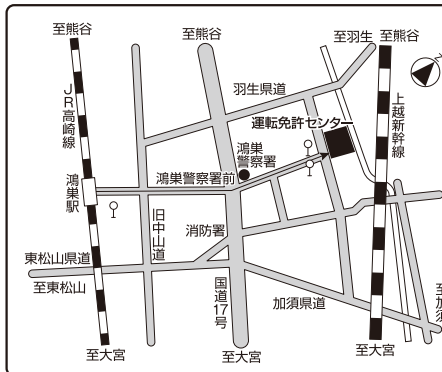 至熊谷
至熊谷
至羽生
至熊谷
Z
JR高崎線
羽生県道
上越新幹線
運転免許センター
鴻巣
警察署
鴻巣駅
鴻巣警察署前
旧中山道
消防署
東松山県道
至東松山
国道17号
加須県道
至加須
至大宮
至大宮
至大宮